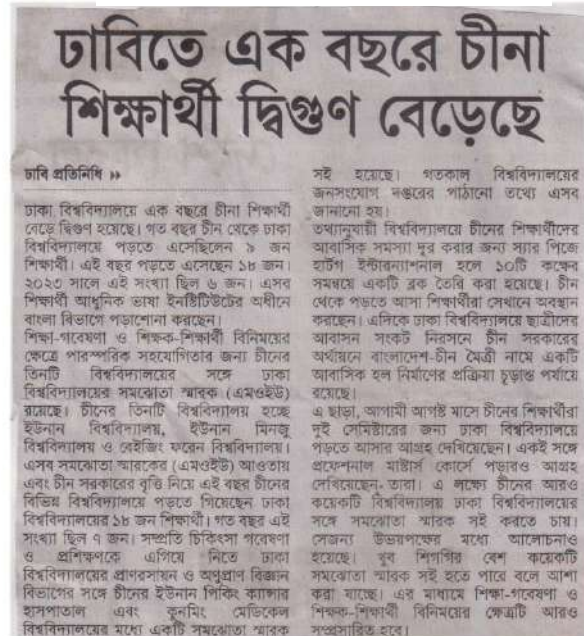 ঢাবিতে এক বছরে চীনা
শিক্ষার্থী দ্বিগুণ বেড়েছে
ঢাবি প্রতিনিধি
ঢাকা বিশ্ববিদ্যালয়ে এক বছরে চীনা শিক্ষার্থী
বেড়ে দ্বিগুণ হয়েছে। গত বছর চীন থেকে ঢাকা
বিশ্ববিদ্যালয়ে পড়তে এসেছিলেন ৯ জন
শিক্ষার্থী। এই বছর পড়তে এসেছেন ১৮ জন।
২০২৩ সালে এই সংখ্যা ছিল ৬ জন। এসব
শিক্ষার্থী আধুনিক ভাষা ইনস্টিটিউটের অধীনে
বাংলা বিভাগে পড়াশোনা করছেন।
শিক্ষা-গবেষণা ও শিক্ষক-শিক্ষার্থী বিনিময়ের
ক্ষেত্রে পারস্পরিক সহযোগিতার জন্য চীনের
তিনটি বিশ্ববিদ্যালয়ের সঙ্গে ঢাকা
বিশ্ববিদ্যালয়ের সমঝোতা স্মারক (এমওইউ)
রয়েছে। চীনের তিনটি বিশ্ববিদ্যালয় হচ্ছে
ইউনান বিশ্ববিদ্যালয়, ইউনান মিনজু
বিশ্ববিদ্যালয় ও বেইজিং ফরেন বিশ্ববিদ্যালয়।
এসব সমঝোতা স্মারকের (এমওইউ) আওতায়
এবং চীন সরকারের বৃত্তি নিয়ে এই বছর চীনের
বিভিন্ন বিশ্ববিদ্যালয়ে পড়তে গিয়েছেন ঢাকা
বিশ্ববিদ্যালয়ের ১৮ জন শিক্ষার্থী। গত বছর এই
সংখ্যা ছিল ৭ জন। সম্প্রতি চিকিৎসা গবেষণা
ও প্রশিক্ষণকে এগিয়ে নিতে ঢাকা
বিশ্ববিদ্যালয়ের প্রাণরসায়ন ও অণুপ্রাণ বিজ্ঞান
বিভাগের সঙ্গে চীনের ইউনান পিকিং ক্যান্সার
হাসপাতাল এবং কুনমিং মেডিকেল
বিশ্ববিদ্যালয়ের মধ্যে একটি সমঝোতা স্মারক
সই হয়েছে। গতকাল বিশ্ববিদ্যালয়ের
জনসংযোগ দপ্তরের পাঠানো তথ্যে এসব
জানানো হয়।
তথ্যানুযায়ী বিশ্ববিদ্যালয়ে চীনের শিক্ষার্থীদের
আবাসিক সমস্যা দূর করার জন্য স্যার পিজে
হার্টগ ইন্টারন্যাশনাল হলে ১০টি কক্ষের
সমন্বয়ে একটি ব্লক তৈরি করা হয়েছে। চীন
থেকে পড়তে আসা শিক্ষার্থীরা সেখানে অবস্থান
করছেন। এদিকে ঢাকা বিশ্ববিদ্যালয়ে ছাত্রীদের
আবাসন সংকট নিরসনে চীন সরকারের
অর্থায়নে বাংলাদেশ-চীন মৈত্রী নামে একটি
আবাসিক হল নির্মাণের প্রক্রিয়া চূড়ান্ত পর্যায়ে
রয়েছে।
এ ছাড়া, আগামী আগস্ট মাসে চীনের শিক্ষার্থীরা
দুই সেমিস্টারের জন্য ঢাকা বিশ্ববিদ্যালয়ে
পড়তে আসার আগ্রহ দেখিয়েছেন। একই সঙ্গে
প্রফেশনাল মাস্টার্স কোর্সে পড়ারও আগ্রহ
দেখিয়েছেন- তারা। এ লক্ষ্যে চীনের আরও
কয়েকটি বিশ্ববিদ্যালয় ঢাকা বিশ্ববিদ্যালয়ের
সঙ্গে সমঝোতা স্মারক সই করতে চায়।
সেজন্য উভয়পক্ষের মধ্যে আলোচনাও
হয়েছে। খুব শিগগির বেশ কয়েকটি
সমঝোতা স্মারক সই হতে পারে বলে আশা
করা যাচ্ছে। এর মাধ্যমে শিক্ষা-গবেষণা ও
শিক্ষক-শিক্ষার্থী বিনিময়ের ক্ষেত্রটি আরও
সম্প্রসারিত হবে।